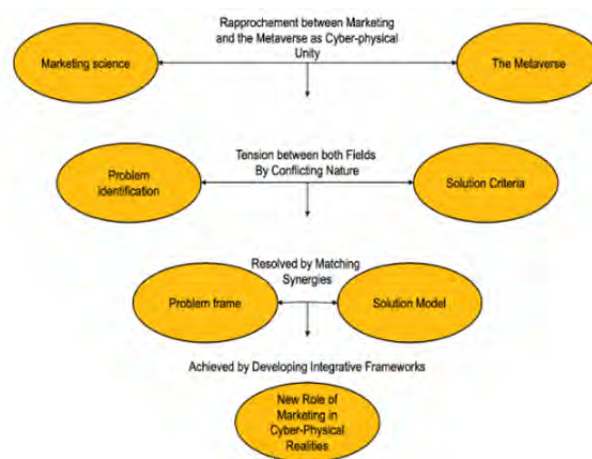 Rapprochement between Marketing
and the Metaverse as Cyber-physical
Unity
Marketing science
The Metaverse
Tension between both Fields
By Conflicting Nature
Problem
identification
Solution Criteria
Resolved by Matching
Synergies
Problem frame
Solution Model
Achieved by Developing Integrative Frameworks
New Role of
Marketing in
Cyber-Physical
Realities